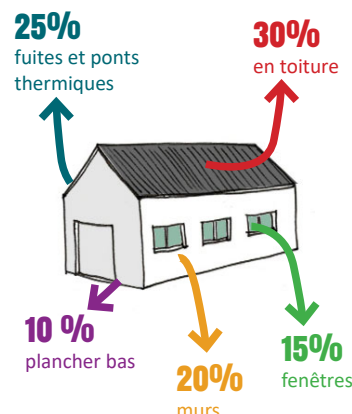 25%
fuites et ponts
thermiques
30%
en toiture
10 %
plancher bas
20%
murs
15%
fenêtres